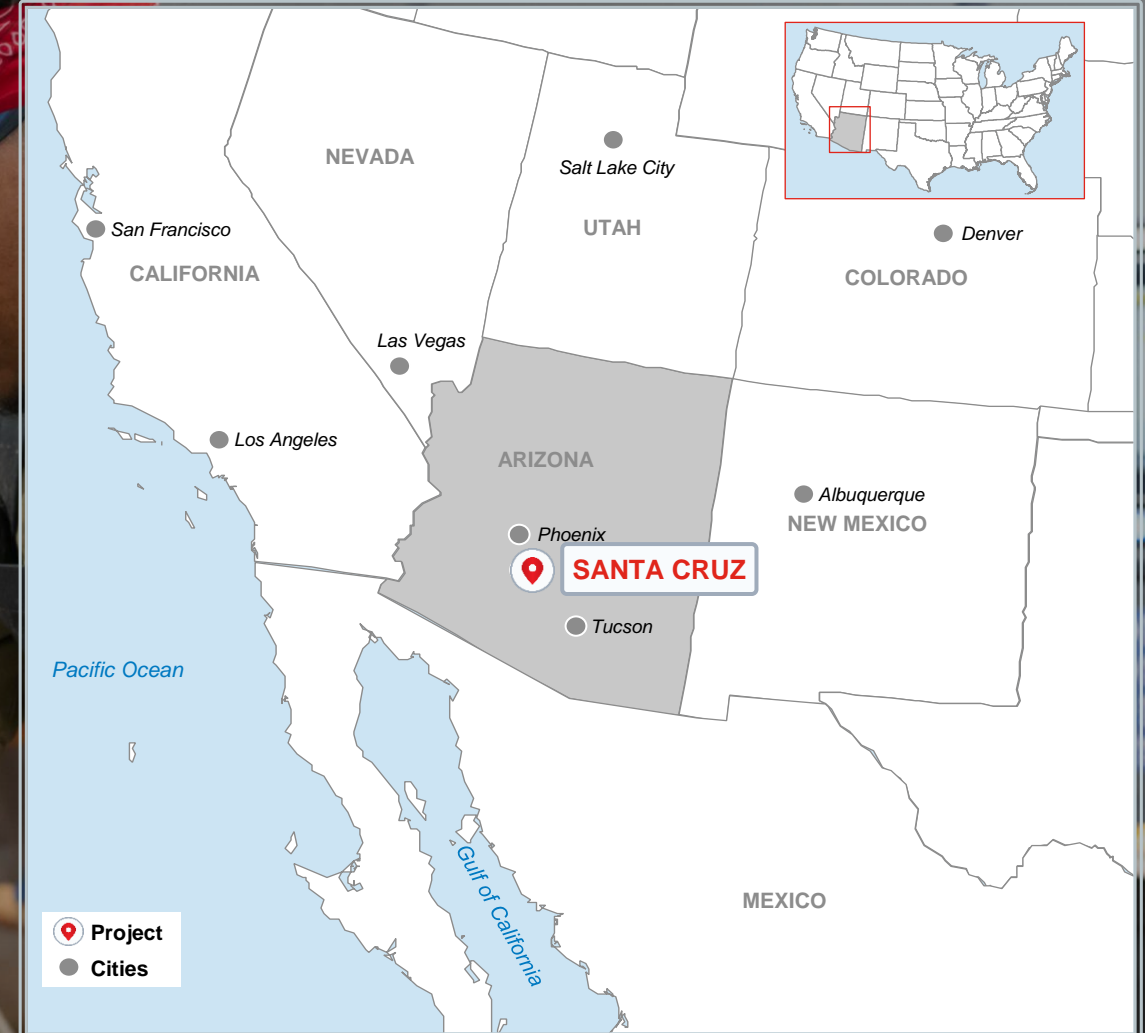 NEVADA
Salt Lake City
UTAH
San Francisco
Denver
CALIFORNIA
COLORADO
Las Vegas
Los Angeles
ARIZONA
Albuquerque
NEW MEXICO
Phoenix
SANTA CRUZ
Tucson
Pacific Ocean
Gulf of California
MEXICO
Project
Cities